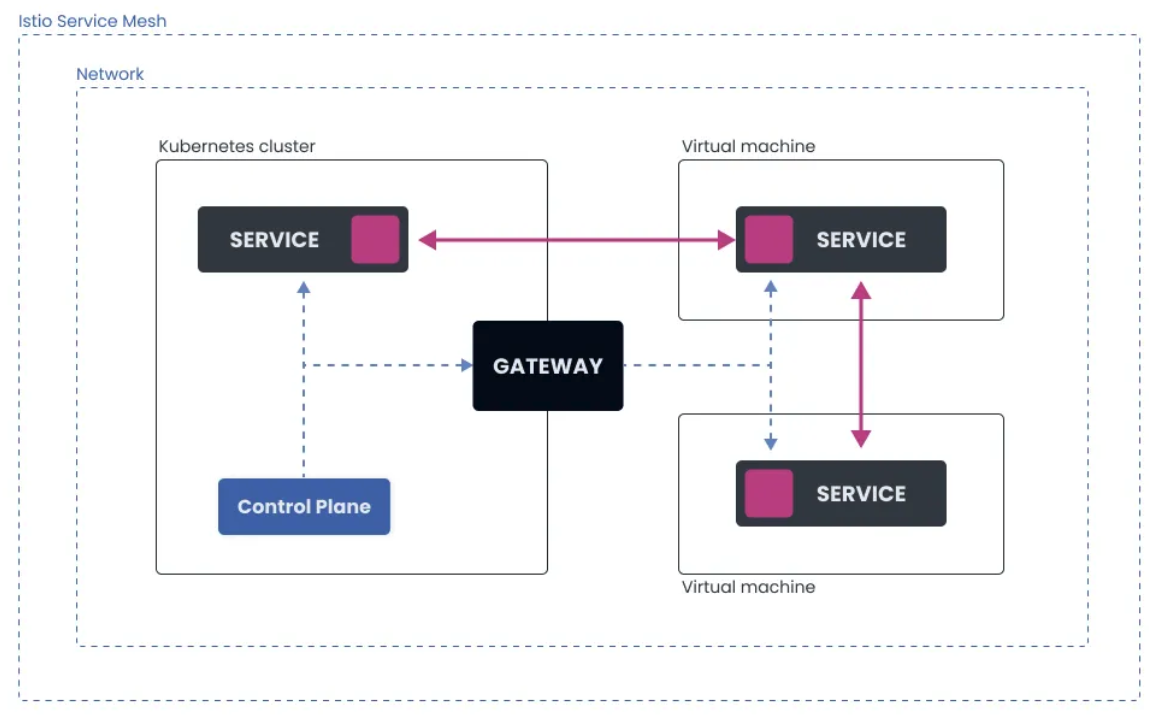 Istio Service Mesh
Network
Kubernetes cluster
Virtual machine
SERVICE
SERVICE
GATEWAY
Control Plane
SERVICE
Virtual machine